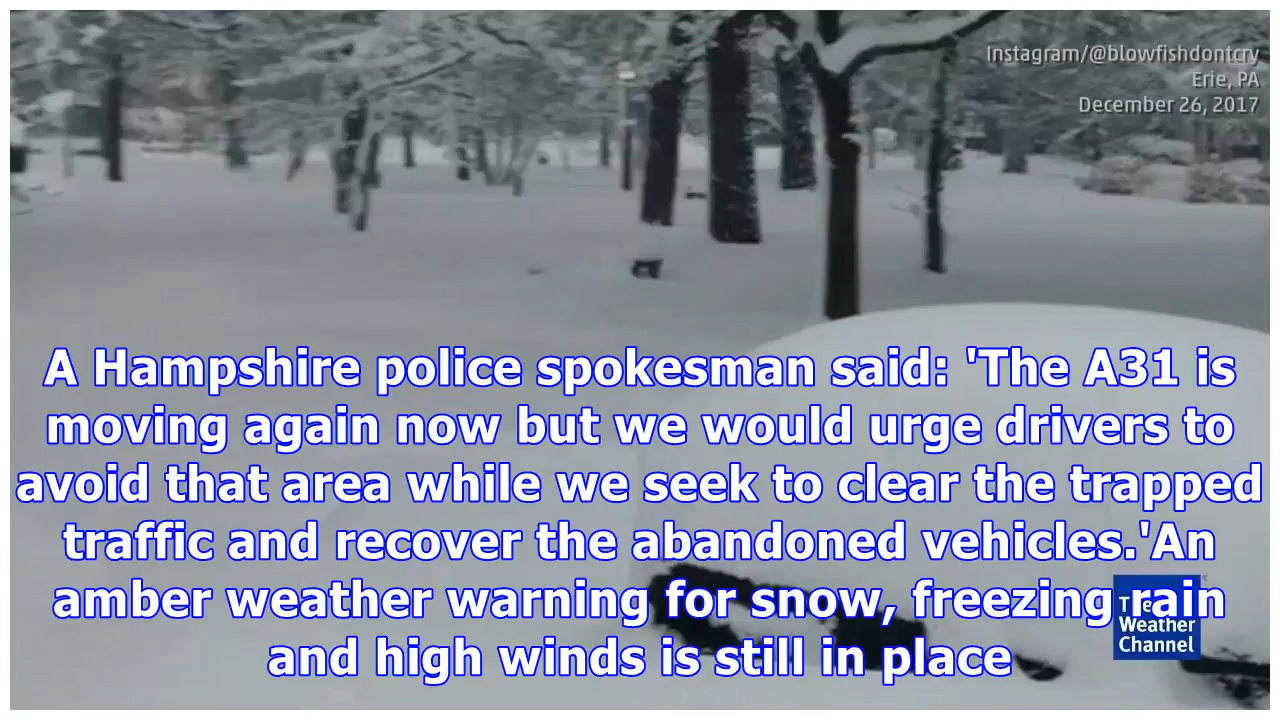 Instagram/@blowfishdontcry
Erie, PA
December 26, 2017
A Hampshire police spokesman said: 'The A31 is
moving again now but we would urge drivers to
avoid that area while we seek to clear the trapped
traffic and recover the abandoned vehicles.'An
amber weather warning for snow, freezing rain
and high winds is still in place
The
Weather
Channel